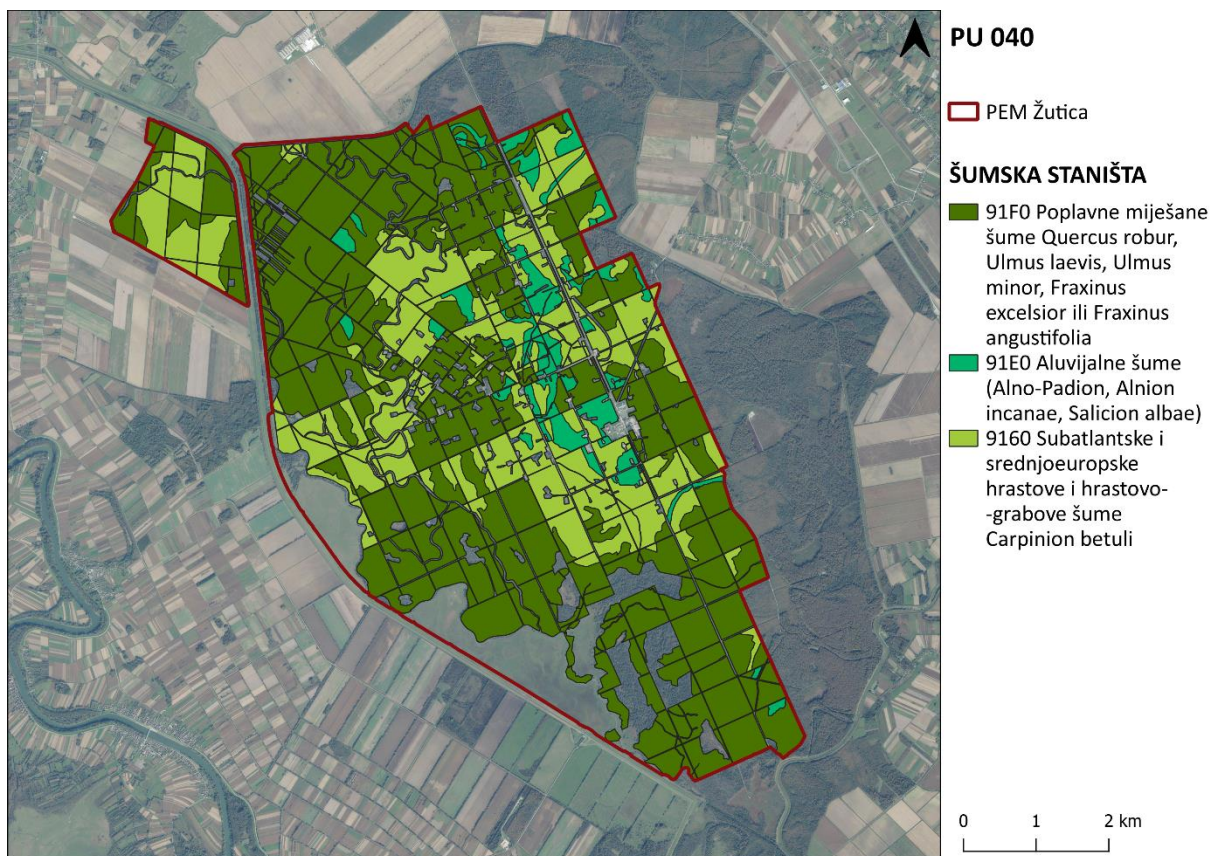 PU 040
PEM Žutica
ŠUMSKA STANIŠTA
91F0 Poplavne miješane
šume Quercus robur,
Ulmus laevis, Ulmus
minor, Fraxinus
excelsior ili Fraxinus
angustifolia
91E0 Aluvijalne šume
(Alno-Padion, Alnion
incanae, Salicion albae)
9160 Subatlantske i
srednjoeuropske
hrastove i hrastovo-
-grabove šume
Carpinion betuli
0 1 2 km